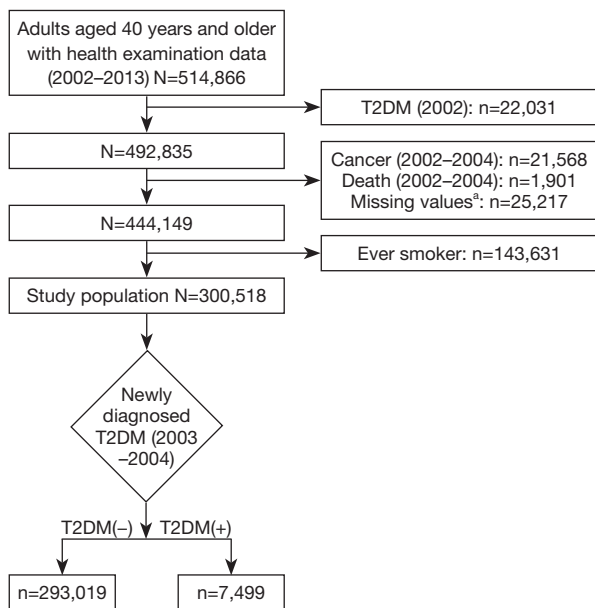 Adults aged 40 years and older
with health examination data
(2002–2013) N=514,866
T2DM (2002): n=22,031
N=492,835
Cancer (2002–2004): n=21,568
Death (2002–2004): n=1,901
Missing valuesᵃ: n=25,217
N=444,149
Ever smoker: n=143,631
Study population N=300,518
Newly
diagnosed
T2DM (2003
–2004)
T2DM(–) T2DM(+)
n=293,019 n=7,499